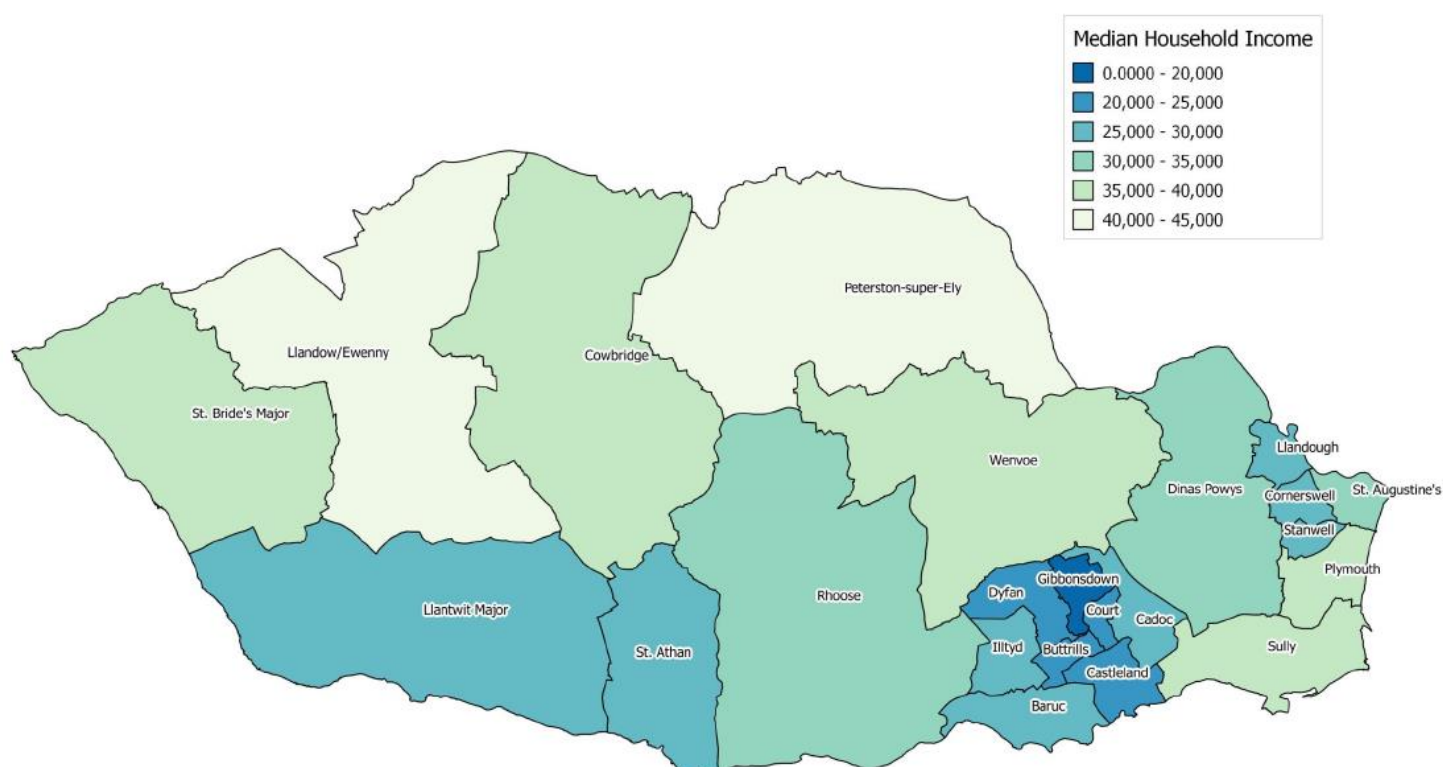 Median Household Income
0.0000 - 20,000
20,000 - 25,000
25,000 - 30,000
30,000 - 35,000
35,000 - 40,000
40,000 - 45,000
Peterston-super-Ely
Llandow/Ewenny
Cowbridge
St. Bride's Major
Llandough
Wenvoe
Dinas Powys
St. Augustine's
Cornerswell
Stanwell
Plymouth
Gibbonsdown
Dyfan
Rhoose
Llantwit Major
Court
Cadoc
Illtyd
Buttrills
Sully
St. Athan
Castleland
Baruc